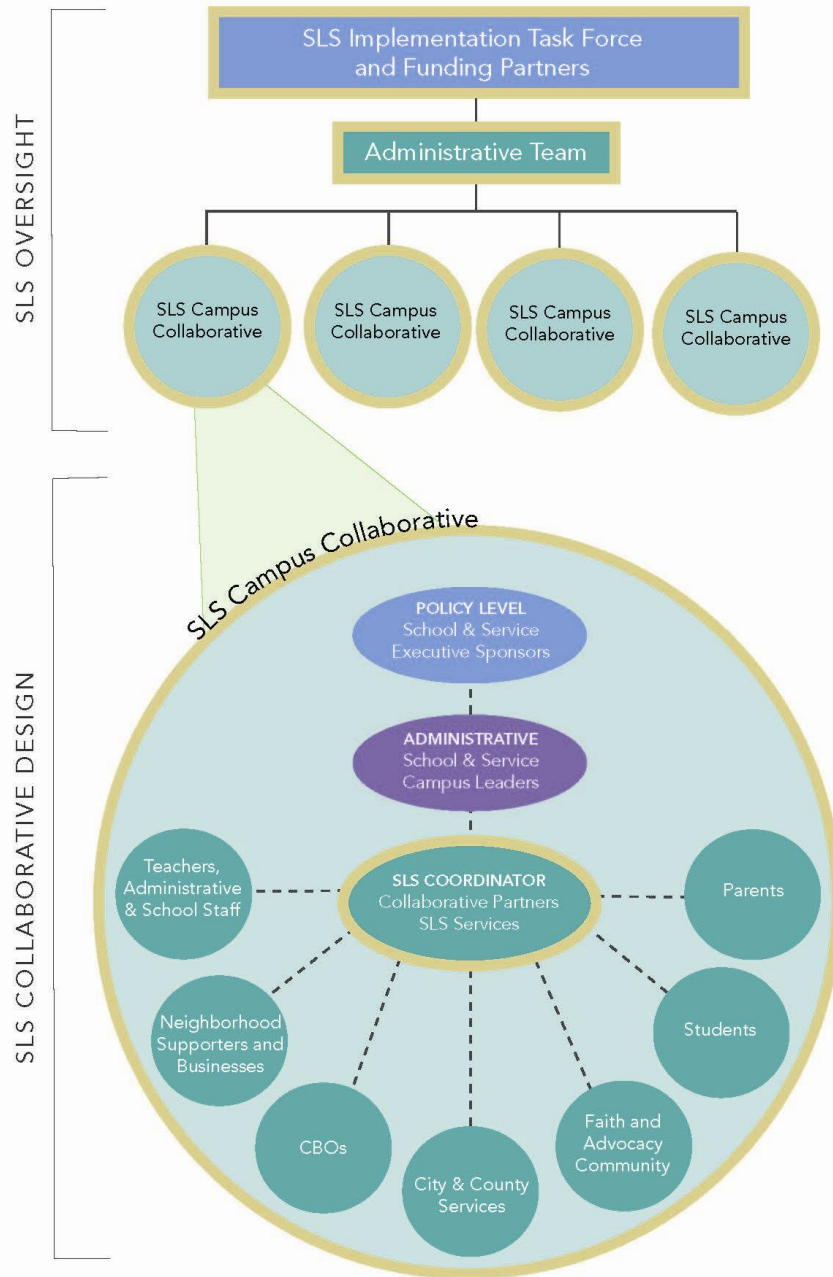 SLS OVERSIGHT
SLS Implementation Task Force
and Funding Partners
Administrative Team
SLS Campus
Collaborative
SLS Campus
Collaborative
SLS Campus
Collaborative
SLS Campus
Collaborative
SLS COLLABORATIVE DESIGN
SLS Campus Collaborative
POLICY LEVEL
School & Service
Executive Sponsors
ADMINISTRATIVE
School & Service
Campus Leaders
SLS COORDINATOR
Collaborative Partners
SLS Services
Teachers,
Administrative
& School Staff
Parents
Neighborhood
Supporters and
Businesses
Students
CBOs
Faith and
Advocacy
Community
City & County
Services